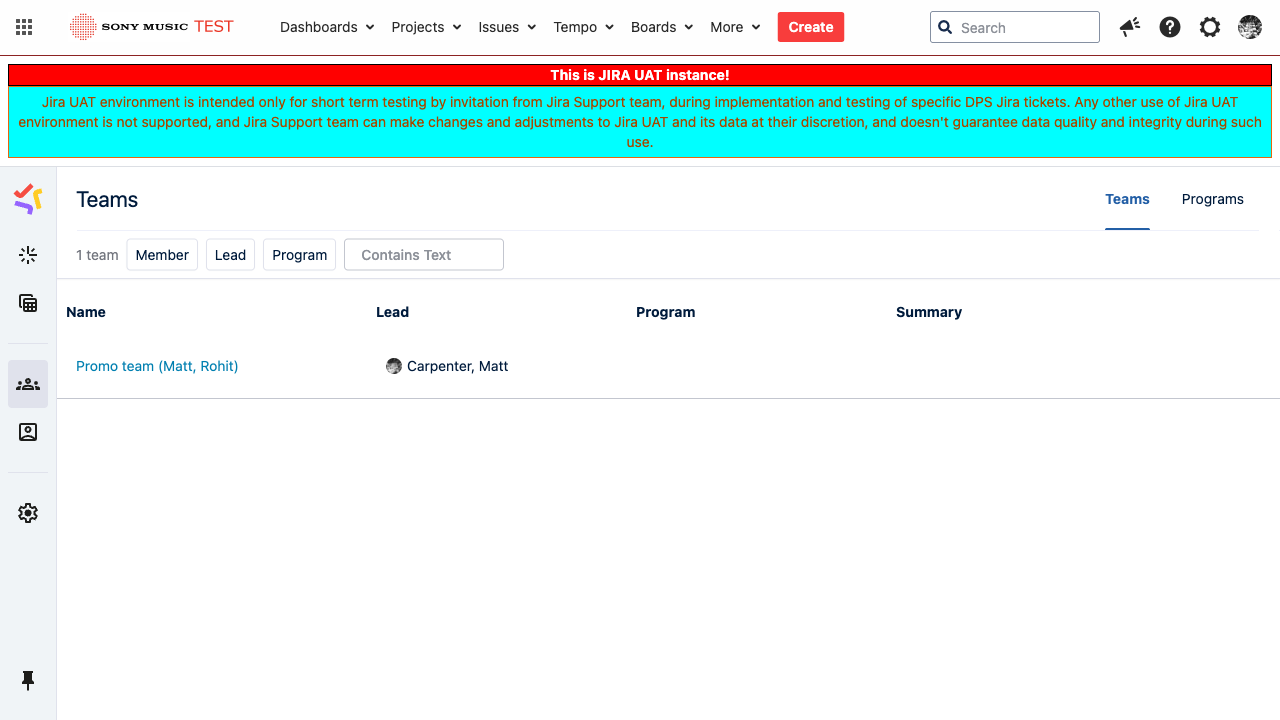 SONY MUSIC TEST Dashboards Projects Issues Tempo Boards More Create Search
This is JIRA UAT instance!
Jira UAT environment is intended only for short term testing by invitation from Jira Support team, during implementation and testing of specific DPS Jira tickets. Any other use of Jira UAT
environment is not supported, and Jira Support team can make changes and adjustments to Jira UAT and its data at their discretion, and doesn't guarantee data quality and integrity during such
use.
Teams Teams Programs
1 team Member Lead Program Contains Text
Name Lead Program Summary
Promo team (Matt, Rohit) Carpenter, Matt